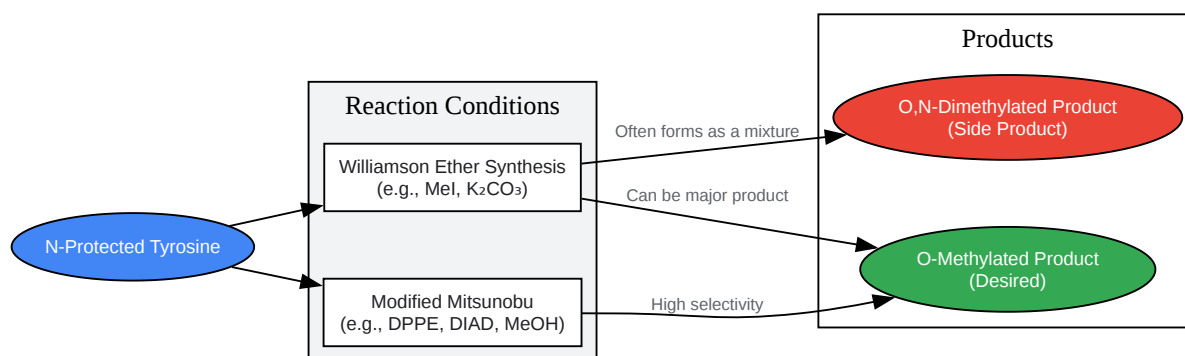 Products
Reaction Conditions
O,N-Dimethylated Product
(Side Product)
Often forms as a mixture
Williamson Ether Synthesis
(e.g., MeI, K₂CO₃)
Can be major product
N-Protected Tyrosine
O-Methylated Product
(Desired)
High selectivity
Modified Mitsunobu
(e.g., DPPE, DIAD, MeOH)